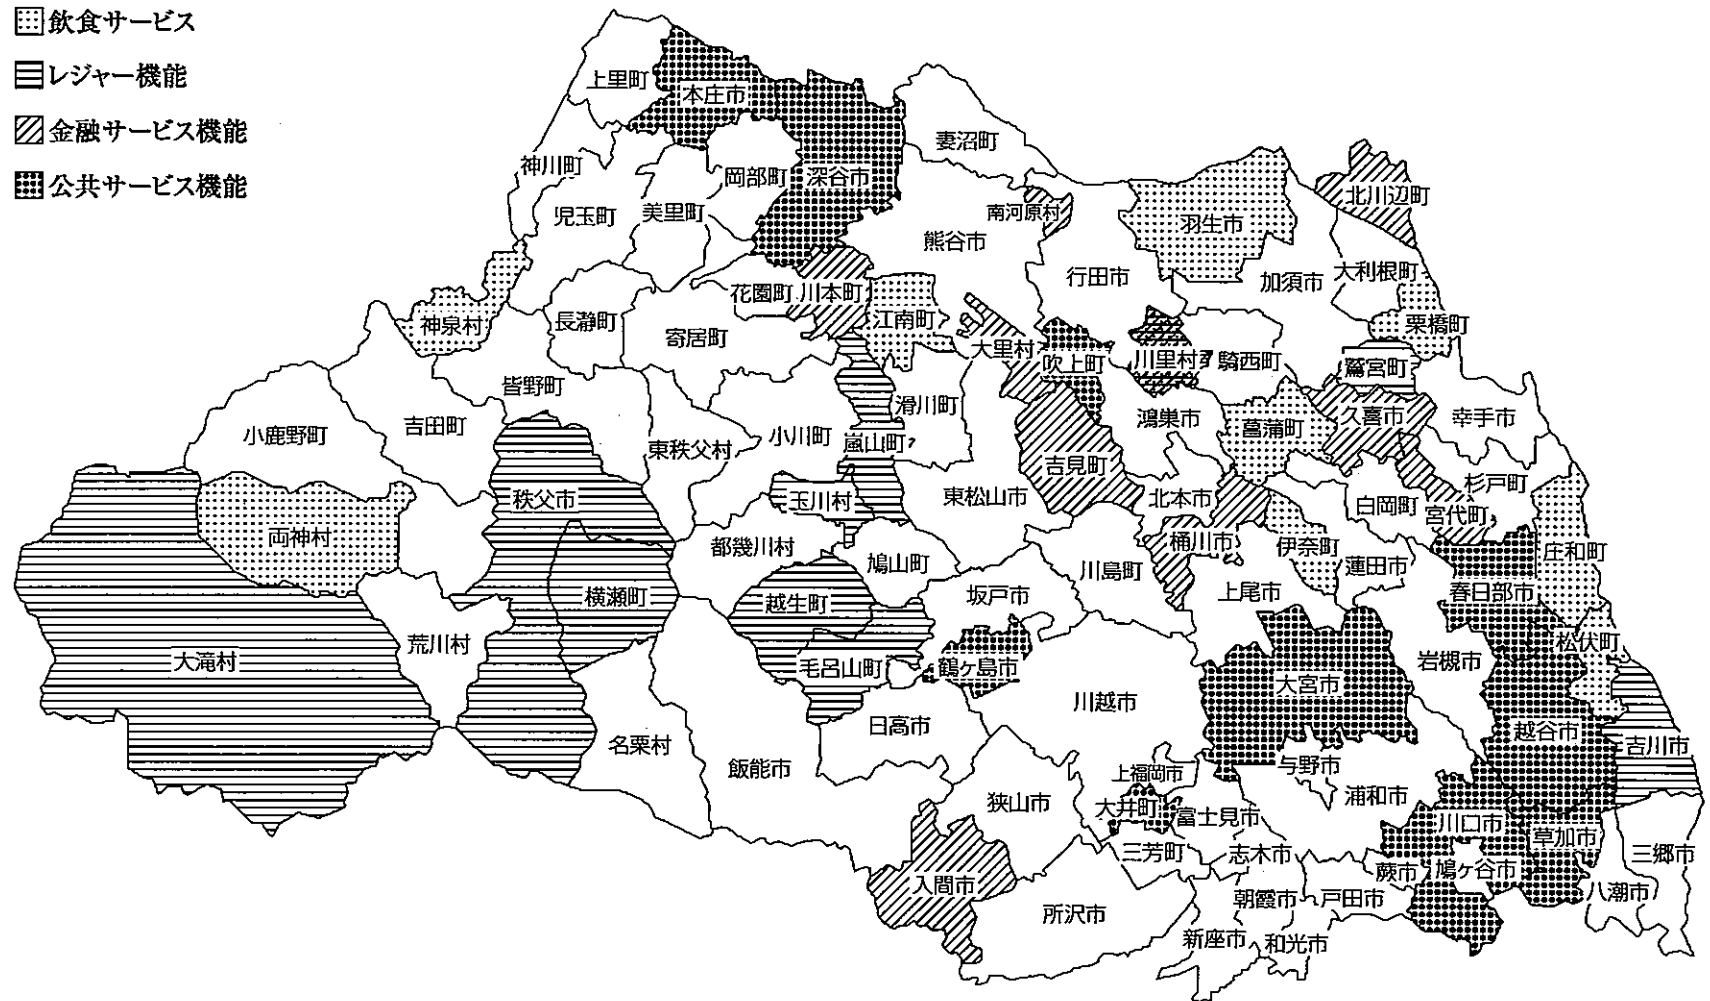 飲食サービス
レジャー機能
金融サービス機能
公共サービス機能
上里町
本庄市
妻沼町
神川町
岡部町
深谷市
北川辺町
児玉町
美里町
南河原村
羽生市
熊谷市
行田市
加須市
大利根町
花園町
川本町
神泉村
長瀞町
寄居町
江南町
栗橋町
大里村
吹上町
川里村
騎西町
鷲宮町
皆野町
滑川町
鴻巣市
菖蒲町
久喜市
幸手市
小鹿野町
吉田町
東秩父村
小川町
嵐山町
吉見町
秩父市
玉川村
東松山市
北本市
白岡町
杉戸町
宮代町
両神村
都幾川村
鳩山町
川島町
桶川市
伊奈町
蓮田市
庄和町
横瀬町
越生町
坂戸市
上尾市
春日部市
大滝村
荒川村
毛呂山町
鶴ヶ島市
大宮市
岩槻市
松伏町
川越市
名栗村
飯能市
日高市
越谷市
吉川市
上福岡市
与野市
狭山市
大井町
富士見市
浦和市
川口市
草加市
三芳町
志木市
蕨市
鳩ヶ谷市
三郷市
入間市
所沢市
朝霞市
戸田市
八潮市
新座市
和光市